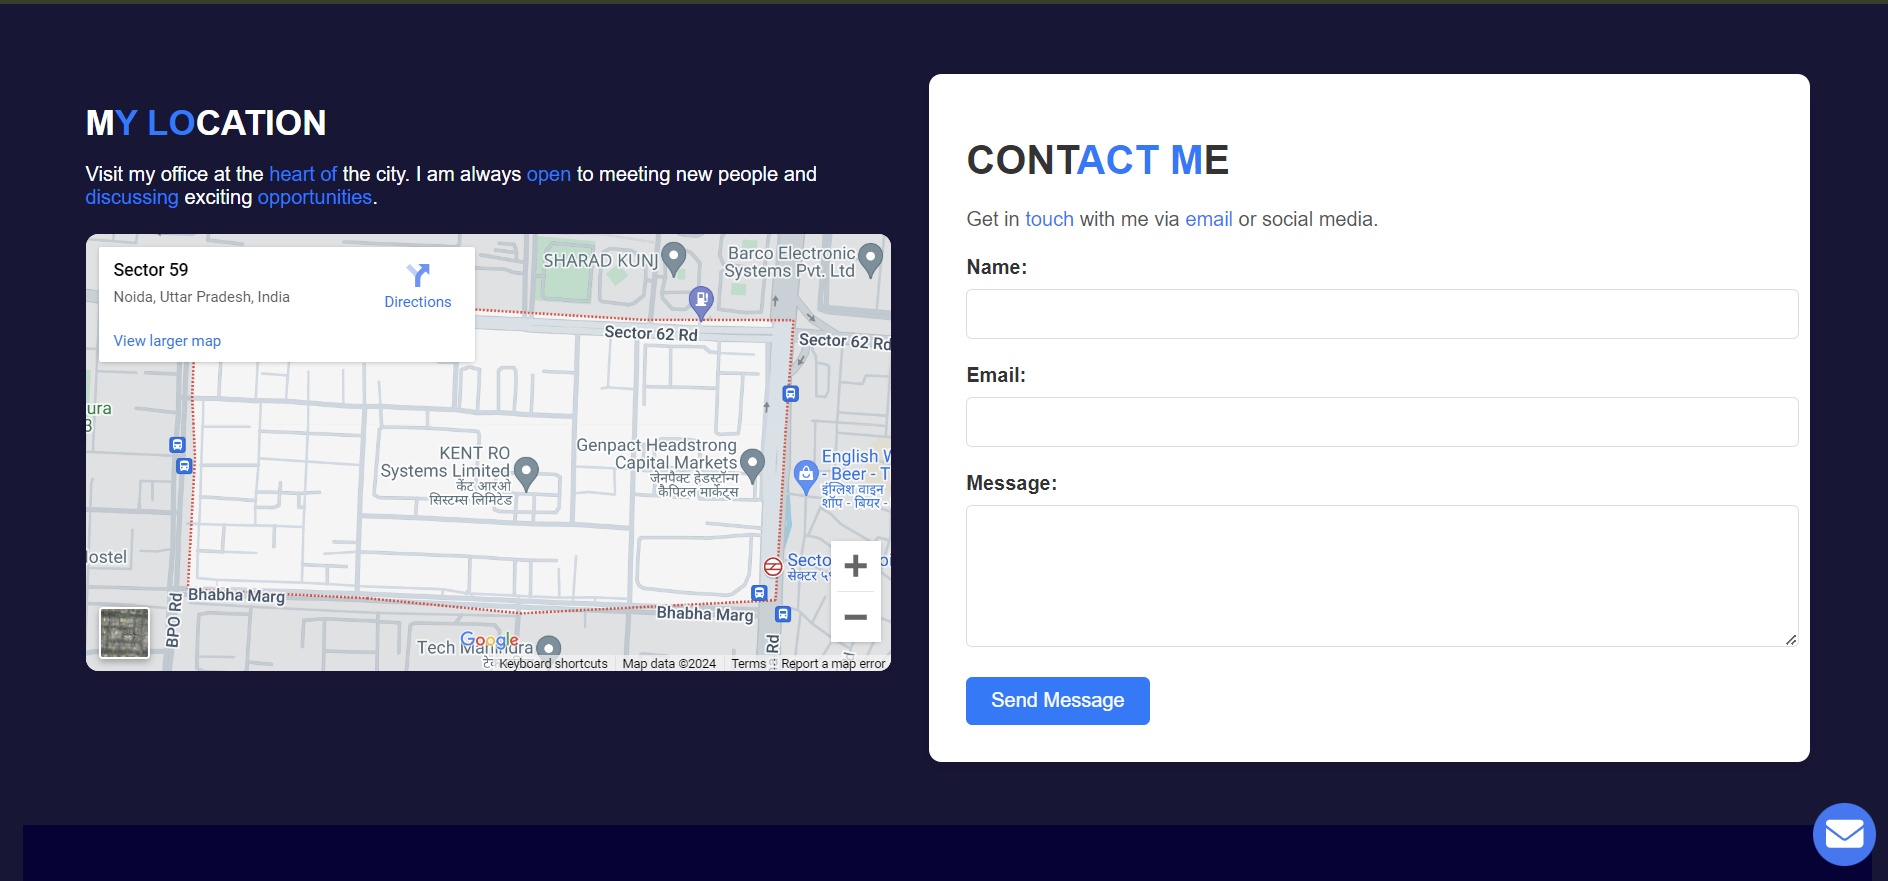 MY LOCATION
Visit my office at the heart of the city. I am always open to meeting new people and
discussing exciting opportunities.
Sector 59
Noida, Uttar Pradesh, India
Directions
View larger map
SHARAD KUNJ
Barco Electronic
Systems Pvt. Ltd
Sector 62 Rd
Sector 62 Rd
ura
KENT RO
Systems Limited
केंट आरओ
सिस्टम्स लिमिटेड
Genpact Headstrong
Capital Markets
जेनपैक्ट हेडस्ट्रॉन्ग
कैपिटल मार्केट्स
English W
- Beer - T
इंग्लिश वाइन
शॉप - बियर -
ostel
Secto
सेक्टर ५९
Bhabha Marg
Bhabha Marg
BPO Rd
Rd
Tech Mahindra
Google
Keyboard shortcuts
Map data ©2024
Terms
Report a map error
CONTACT ME
Get in touch with me via email or social media.
Name:
Email:
Message:
Send Message